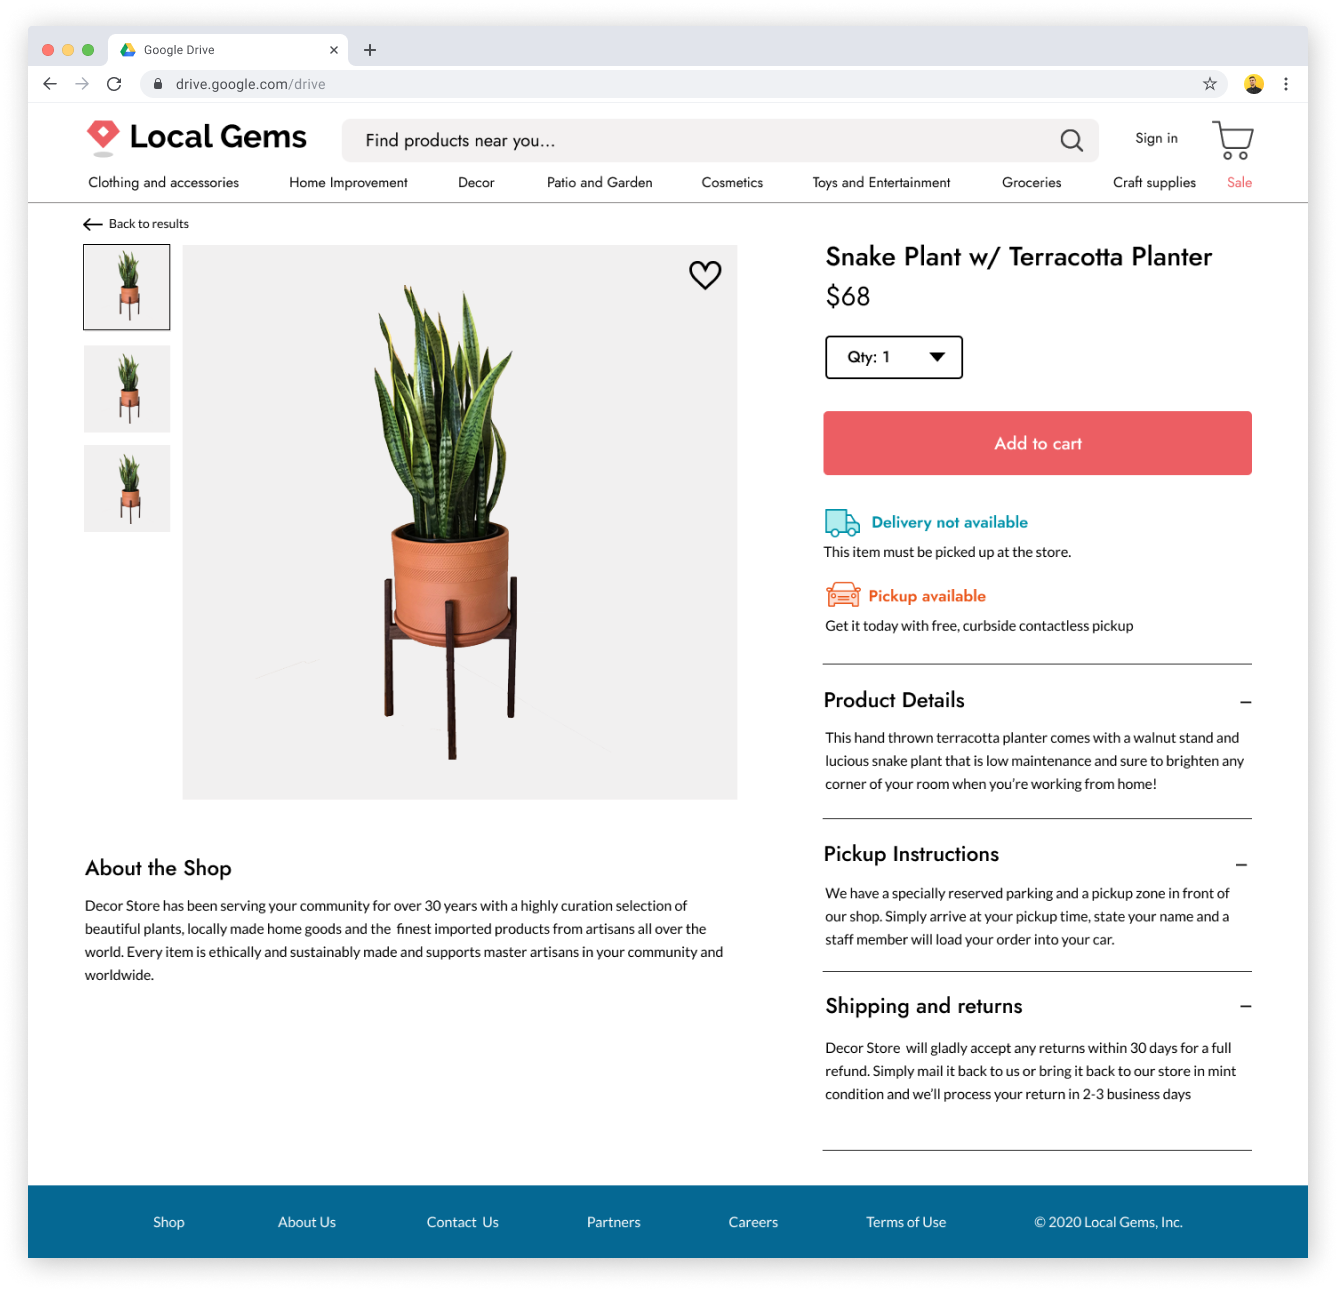 Google Drive
drive.google.com/drive
Local Gems
Find products near you...
Sign in
Clothing and accessories
Home Improvement
Decor
Patio and Garden
Cosmetics
Toys and Entertainment
Groceries
Craft supplies
Sale
Back to results
Snake Plant w/ Terracotta Planter
$68
Qty: 1
Add to cart
Delivery not available
This item must be picked up at the store.
Pickup available
Get it today with free, curbside contactless pickup
Product Details
This hand thrown terracotta planter comes with a walnut stand and
lucious snake plant that is low maintenance and sure to brighten any
corner of your room when you're working from home!
Pickup Instructions
We have a specially reserved parking and a pickup zone in front of
our shop. Simply arrive at your pickup time, state your name and a
staff member will load your order into your car.
Shipping and returns
Decor Store will gladly accept any returns within 30 days for a full
refund. Simply mail it back to us or bring it back to our store in mint
condition and we'll process your return in 2-3 business days
About the Shop
Decor Store has been serving your community for over 30 years with a highly curation selection of
beautiful plants, locally made home goods and the finest imported products from artisans all over the
world. Every item is ethically and sustainably made and supports master artisans in your community and
worldwide.
Shop
About Us
Contact Us
Partners
Careers
Terms of Use
© 2020 Local Gems, Inc.